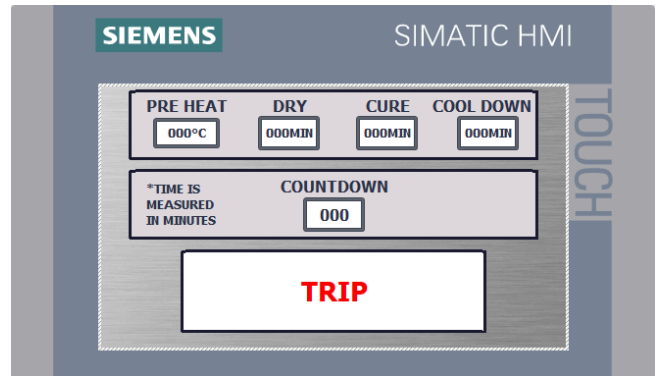 SIEMENS
SIMATIC HMI
TOUCH
PRE HEAT
DRY
CURE
COOL DOWN
000°C
000MIN
000MIN
000MIN
*TIME IS
MEASURED
IN MINUTES
COUNTDOWN
000
TRIP